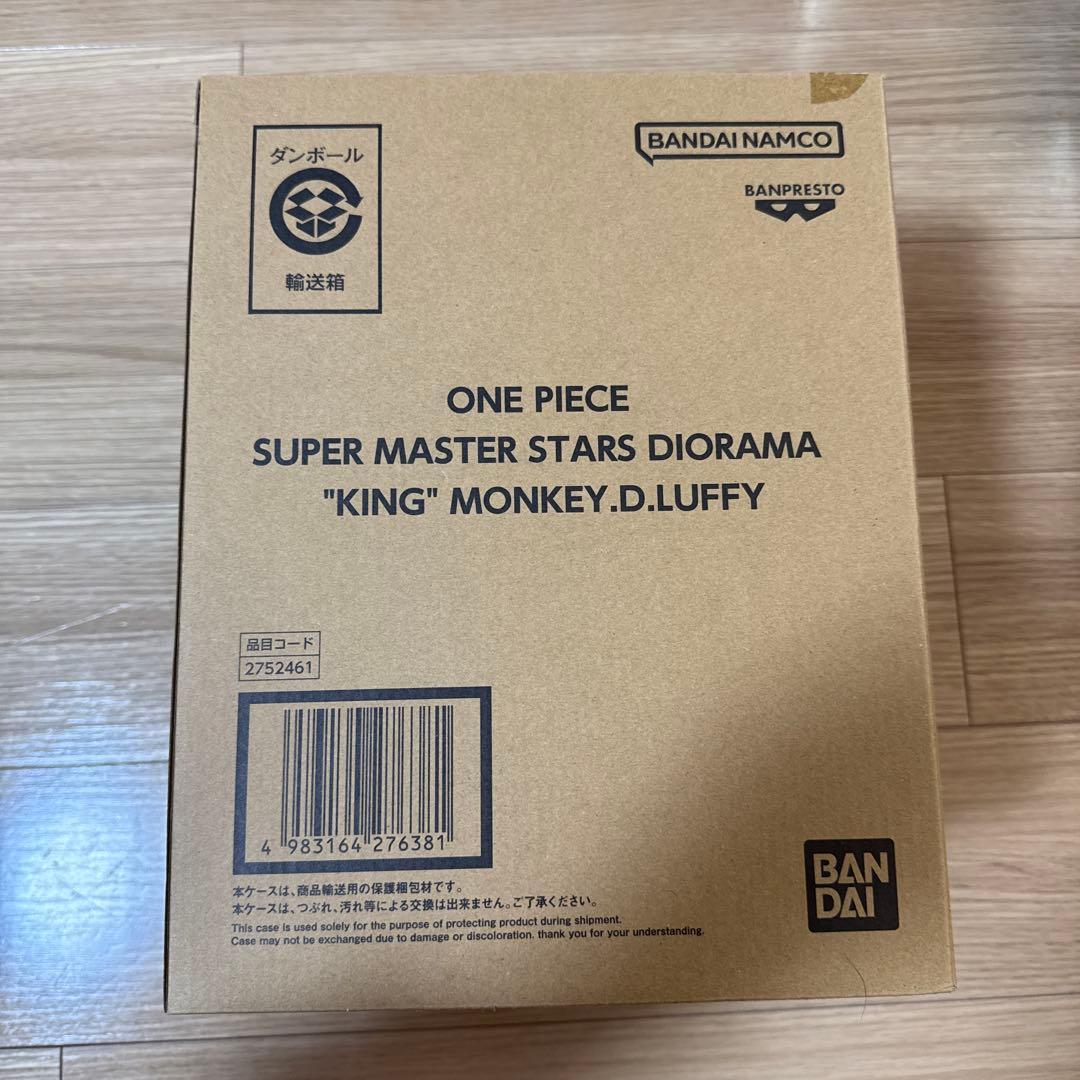 ダンボール
輸送箱
BANDAI NAMCO
BANPRESTO
ONE PIECE
SUPER MASTER STARS DIORAMA
"KING" MONKEY.D.LUFFY
品目コード
2752461
4 983164 276381
本ケースは、商品輸送用の保護梱包材です。
本ケースは、つぶれ、汚れ等による交換は出来ません。ご了承ください。
This case is used solely for the purpose of protecting product during shipment.
Case may not be exchanged due to damage or discoloration. thank you for your understanding.
BAN
DAI